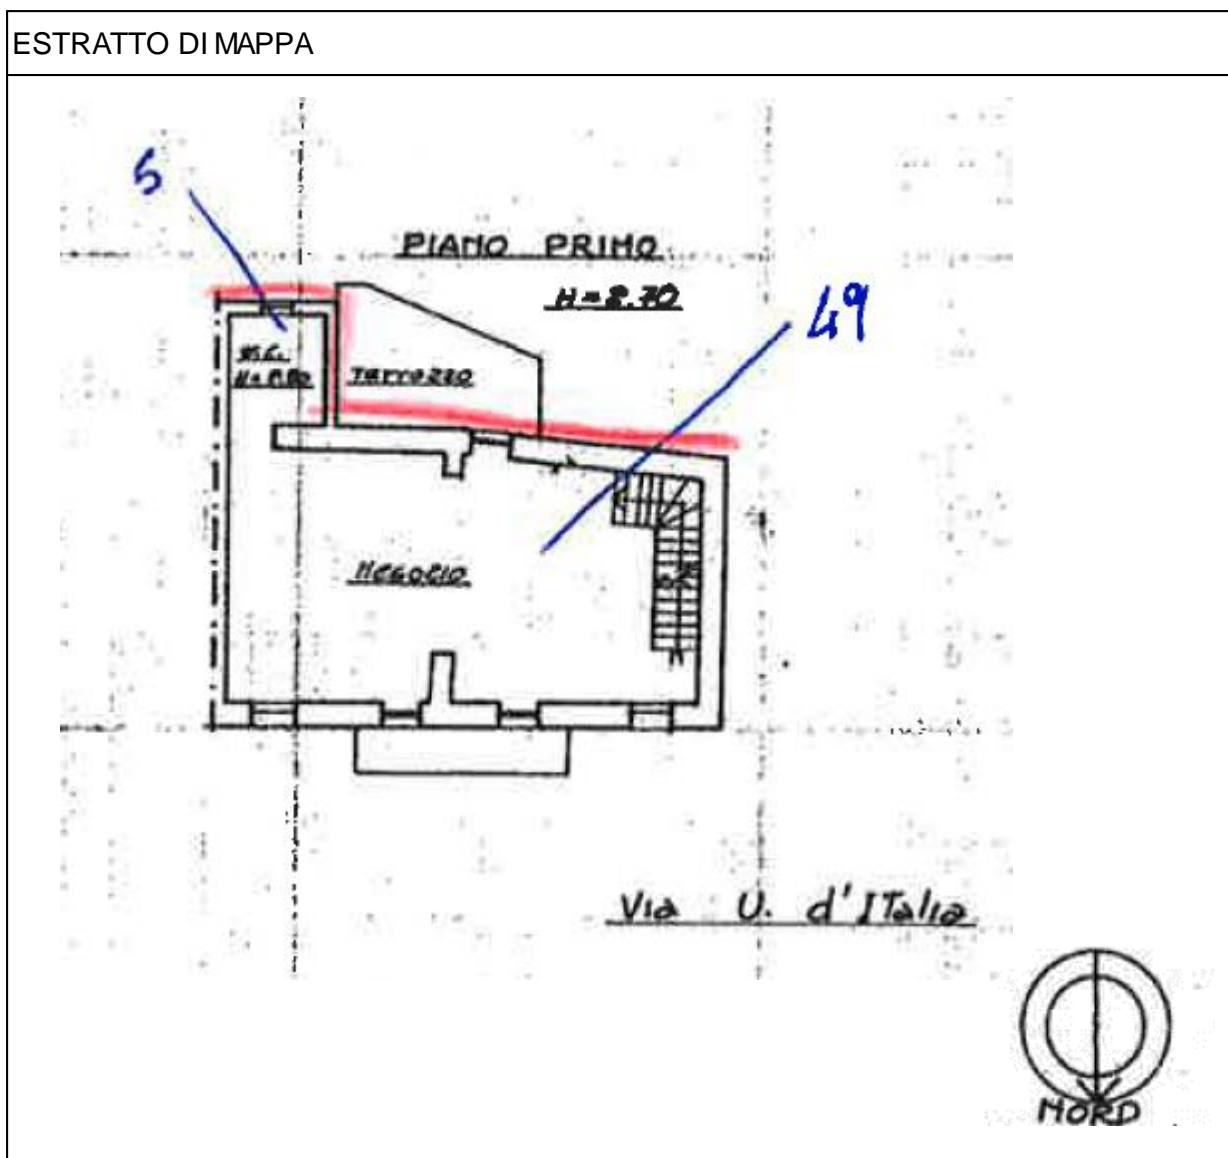 ESTRATTO DI MAPPA
5
PIANO PRIMO
H=2.70
49
W.C.
Terrazzo
Negozio
Via U. d'ITalia
NORD